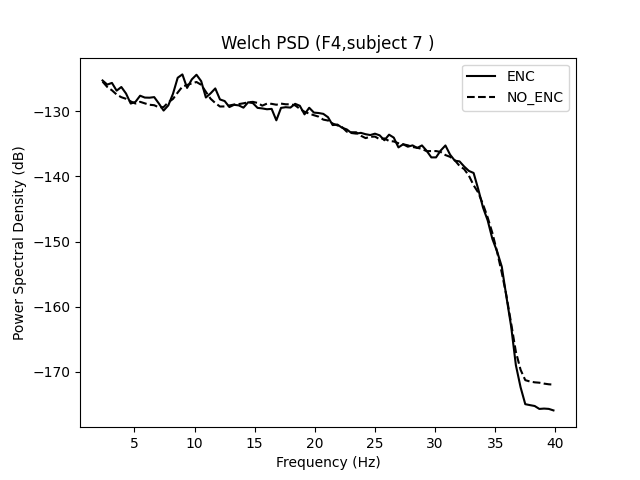 Welch PSD (F4,subject 7 )
ENC
NO_ENC
Power Spectral Density (dB)
−130
−140
−150
−160
−170
5 10 15 20 25 30 35 40
Frequency (Hz)